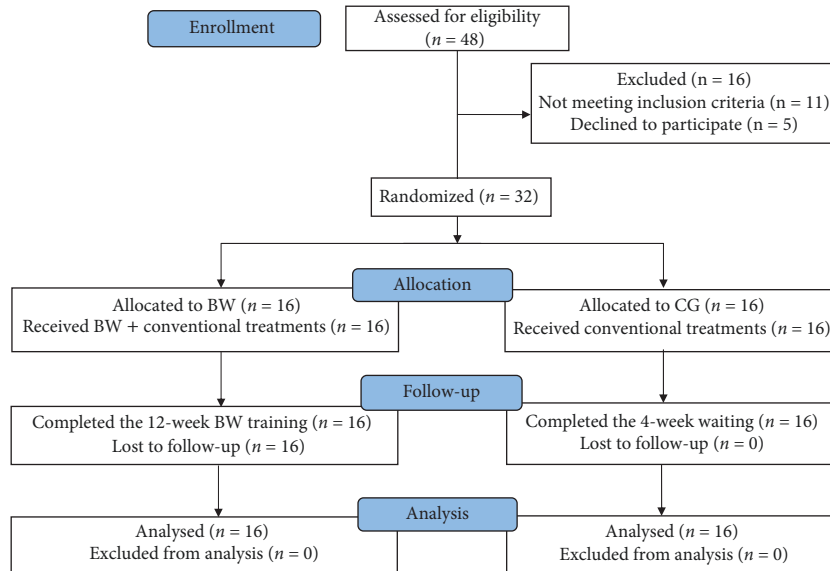 Enrollment
Assessed for eligibility
(n = 48)
Excluded (n = 16)
Not meeting inclusion criteria (n = 11)
Declined to participate (n = 5)
Randomized (n = 32)
Allocation
Allocated to BW (n = 16)
Received BW + conventional treatments (n = 16)
Allocated to CG (n = 16)
Received conventional treatments (n = 16)
Follow-up
Completed the 12-week BW training (n = 16)
Lost to follow-up (n = 16)
Completed the 4-week waiting (n = 16)
Lost to follow-up (n = 0)
Analysis
Analysed (n = 16)
Excluded from analysis (n = 0)
Analysed (n = 16)
Excluded from analysis (n = 0)